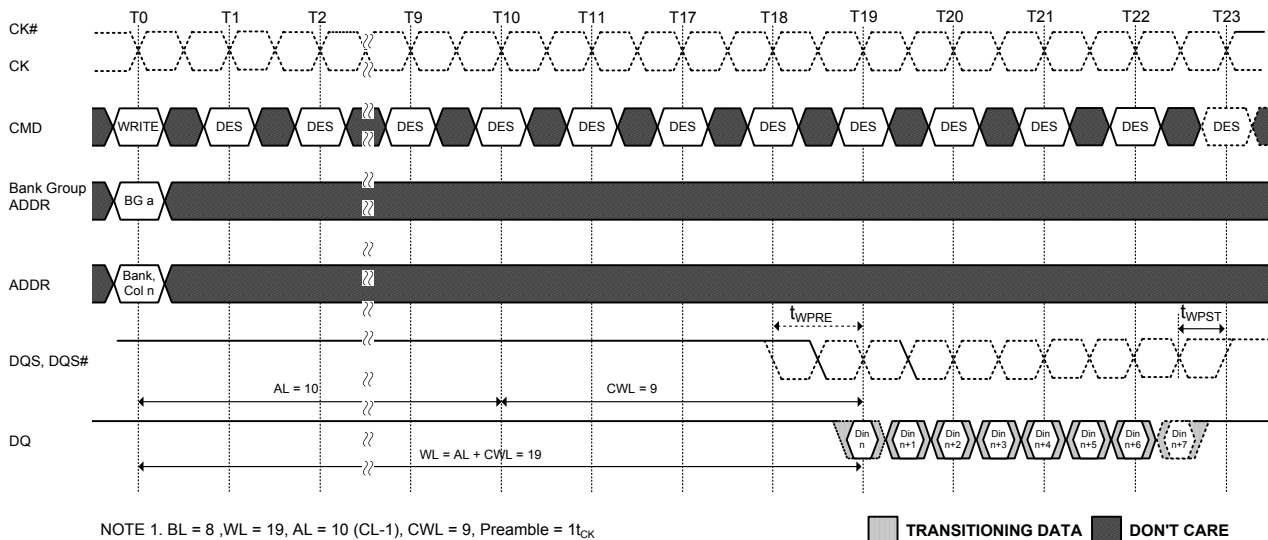 T0 T1 T2 T9 T10 T11 T17 T18 T19 T20 T21 T22 T23
CK#
CK
CMD WRITE DES DES DES DES DES DES DES DES DES DES DES DES
Bank Group
ADDR
BG a
ADDR
Bank,
Col n
tWPRE
tWPST
DQS, DQS#
AL = 10
CWL = 9
DQ
Din n
Din n+1
Din n+2
Din n+3
Din n+4
Din n+5
Din n+6
Din n+7
WL = AL + CWL = 19
NOTE 1. BL = 8 ,WL = 19, AL = 10 (CL-1), CWL = 9, Preamble = 1tCK
TRANSITIONING DATA
DON'T CARE